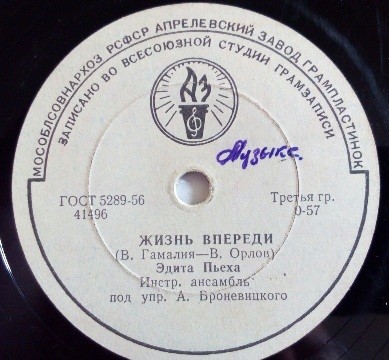 МОСОБЛСОВНАРХОЗ РСФСР АПРЕЛЕВСКИЙ ЗАВОД ГРАМПЛАСТИНОК
ЗАПИСАНО ВО ВСЕСОЮЗНОЙ СТУДИИ ГРАМЗАПИСИ
АЗ
Музыка.
ГОСТ 5289-56 Третья гр.
41496 0-57
ЖИЗНЬ ВПЕРЕДИ
(В. Гамалия—В. Орлов)
Эдита Пьеха
Инстр. ансамбль
под упр. А. Броневицкого